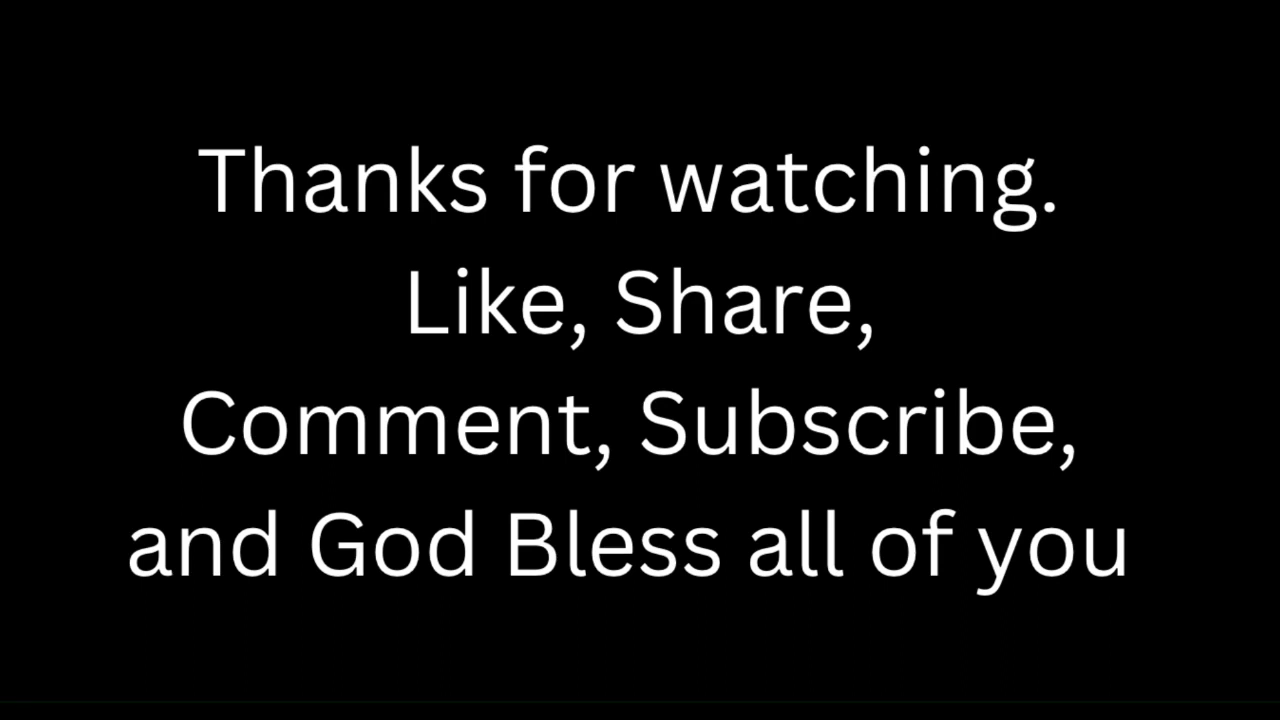 Thanks for watching.
Like, Share,
Comment, Subscribe,
and God Bless all of you